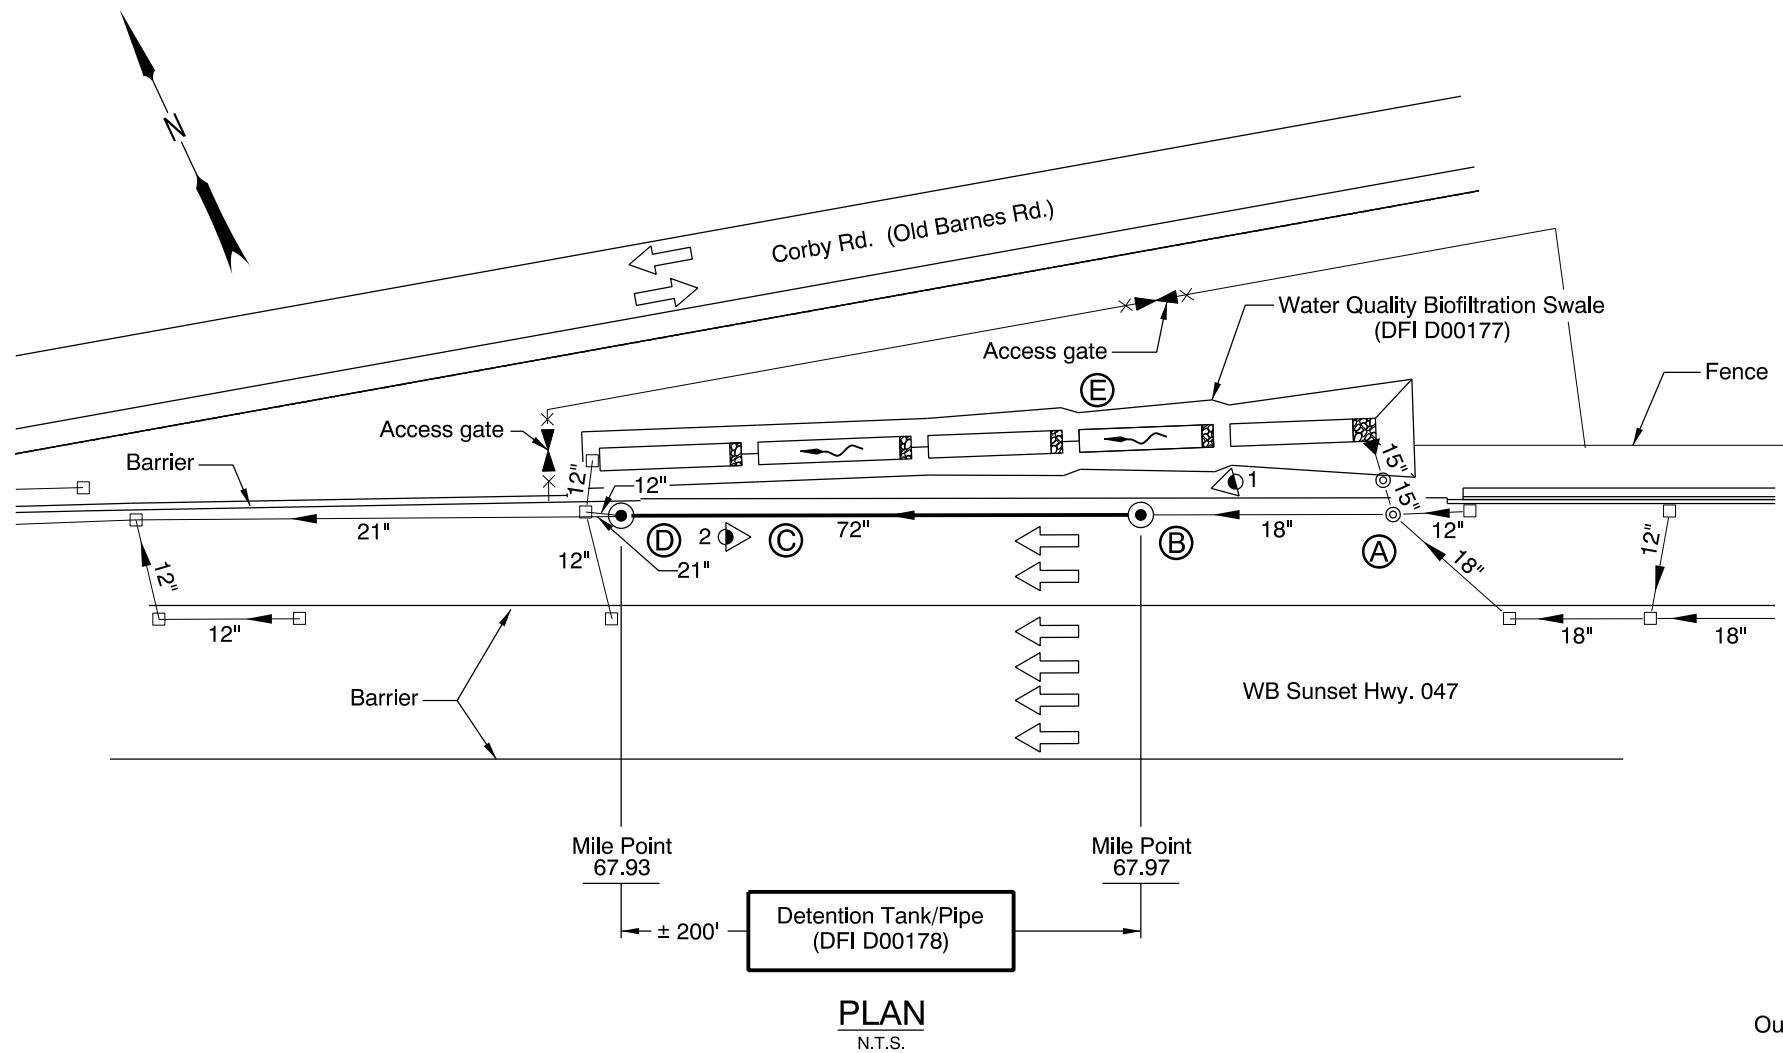 N
Corby Rd. (Old Barnes Rd.)
Water Quality Biofiltration Swale
(DFI D00177)
Access gate
Fence
E
Access gate
Barrier
12"
12"
15"
15"
1
21"
D
2
C
72"
B
18"
A
12"
12"
12"
12"
21"
18"
12"
18"
18"
Barrier
WB Sunset Hwy. 047
Mile Point
67.93
Mile Point
67.97
± 200'
Detention Tank/Pipe
(DFI D00178)
PLAN
N.T.S.
Ou